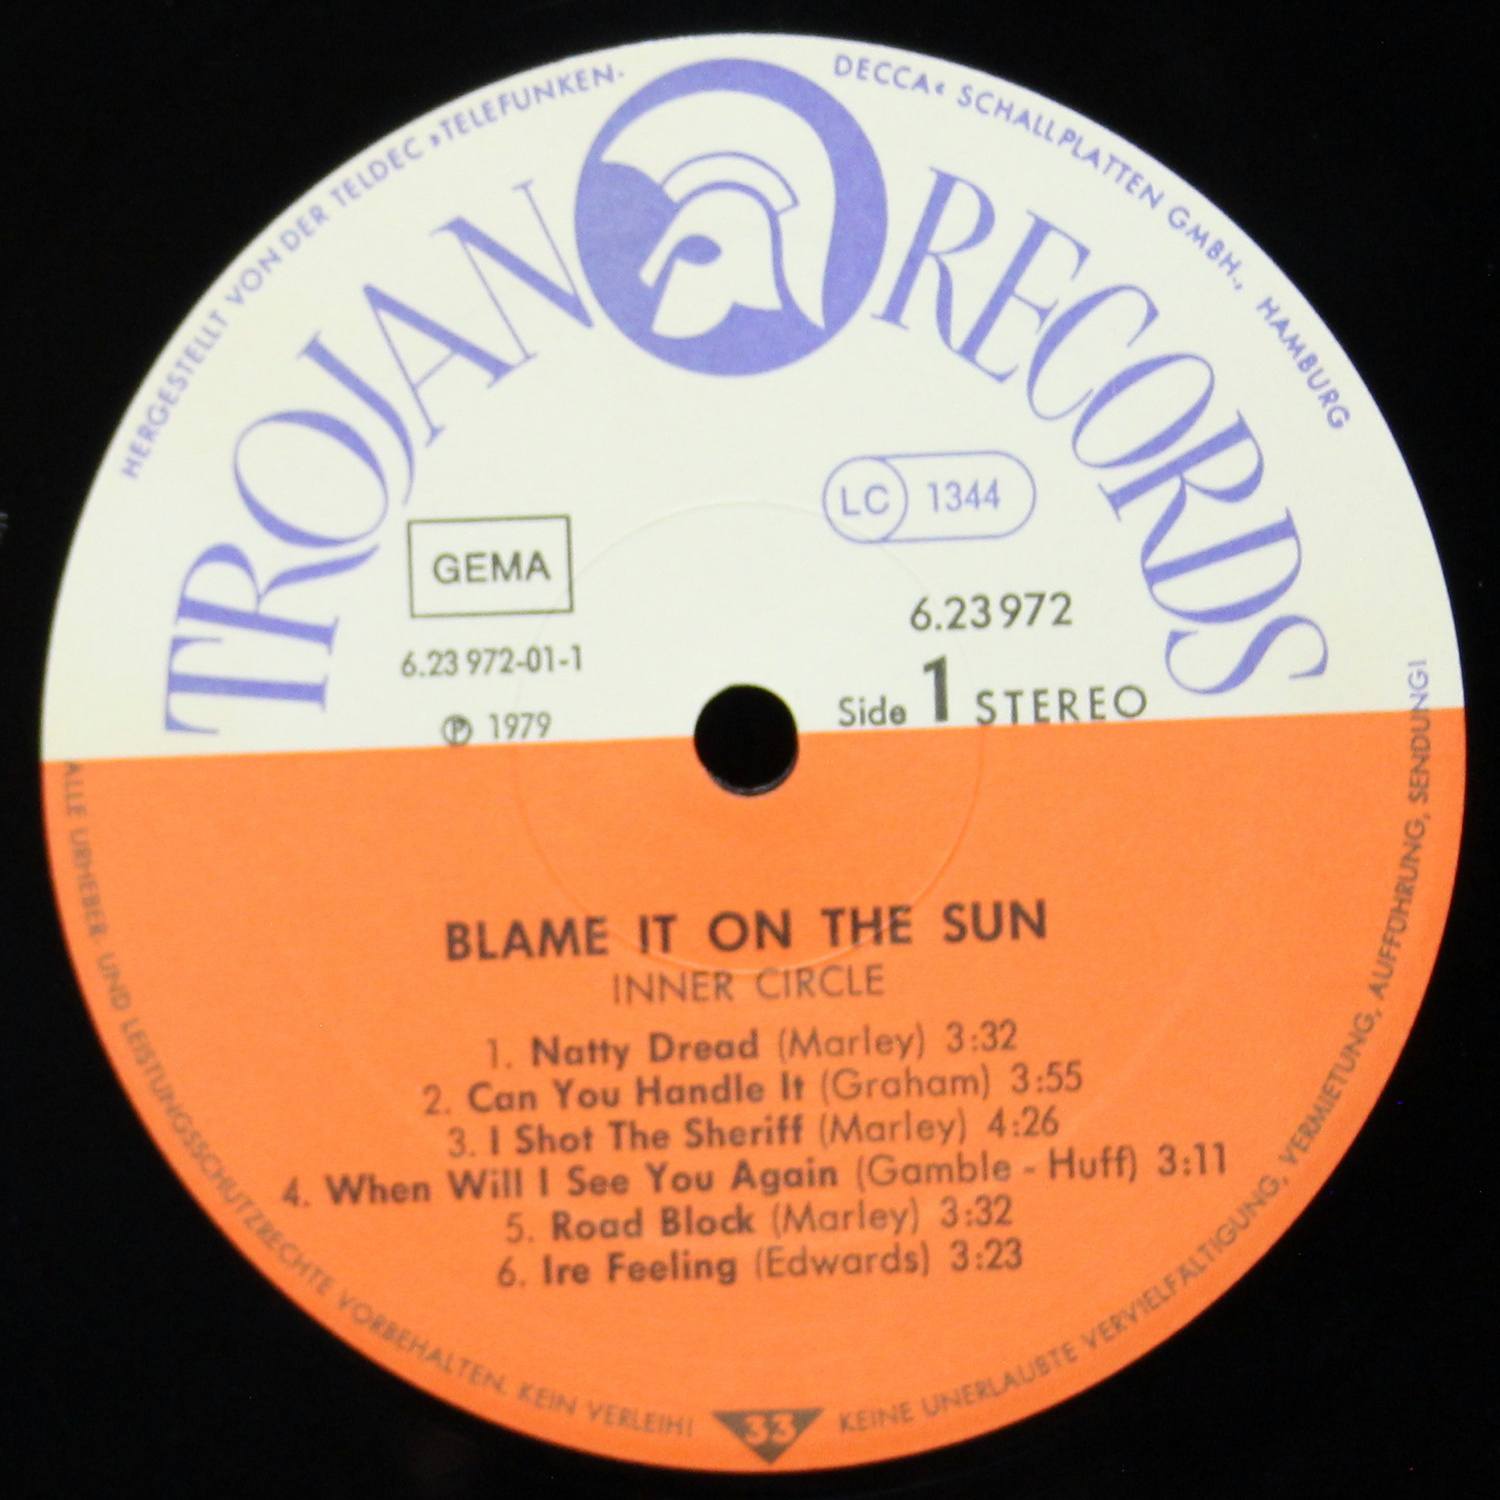 HERGESTELLT VON DER TELDEC »TELEFUNKEN-DECCA« SCHALLPLATTEN GMBH., HAMBURG
TROJAN RECORDS
LC 1344
GEMA
6.23972
6.23 972-01-1
Side 1 STEREO
℗ 1979
BLAME IT ON THE SUN
INNER CIRCLE
1. Natty Dread (Marley) 3:32
2. Can You Handle It (Graham) 3:55
3. I Shot The Sheriff (Marley) 4:26
4. When Will I See You Again (Gamble - Huff) 3:11
5. Road Block (Marley) 3:32
6. Ire Feeling (Edwards) 3:23
ALLE URHEBER- UND LEISTUNGSSCHUTZRECHTE VORBEHALTEN. KEIN VERLEIH!
33
KEINE UNERLAUBTE VERVIELFÄLTIGUNG, VERMIETUNG, AUFFÜHRUNG, SENDUNG!